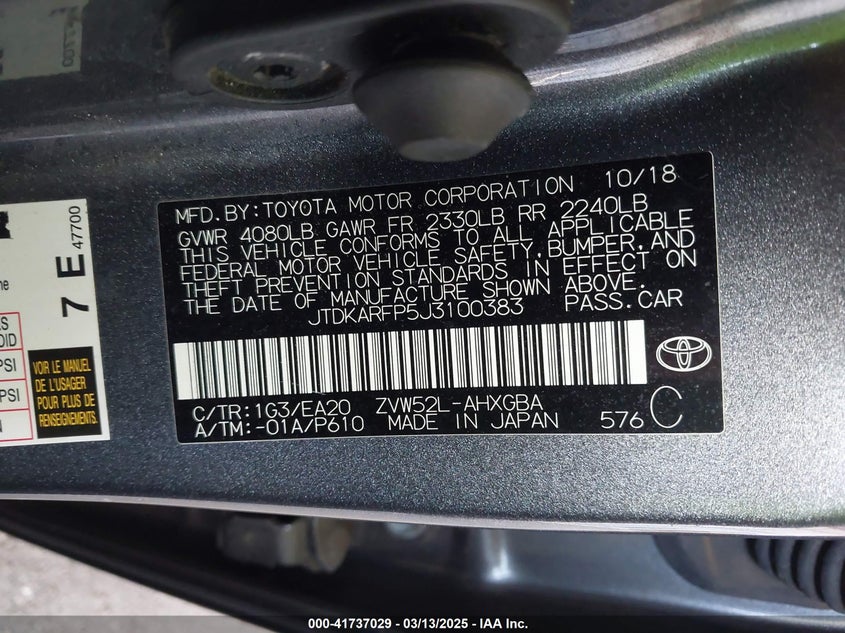 MFD.BY:TOYOTA MOTOR CORPORATION 10/18
GVWR 4080LB GAWR FR 2330LB RR 2240LB
THIS VEHICLE CONFORMS TO ALL APPLICABLE
FEDERAL MOTOR VEHICLE SAFETY,BUMPER,AND
THEFT PREVENTION STANDARDS IN EFFECT ON
THE DATE OF MANUFACTURE SHOWN ABOVE.
JTDKARFP5J3100383 PASS.CAR
C/TR:1G3/EA20 ZVW52L-AHXGBA
A/TM:-01A/P610 MADE IN JAPAN 576 C
7 E 47700
PSI
PSI
VOIR LE MANUEL
DE L'USAGER
POUR PLUS DE
RENSEIGNEMENTS
000-41737029 - 03/13/2025 - IAA Inc.